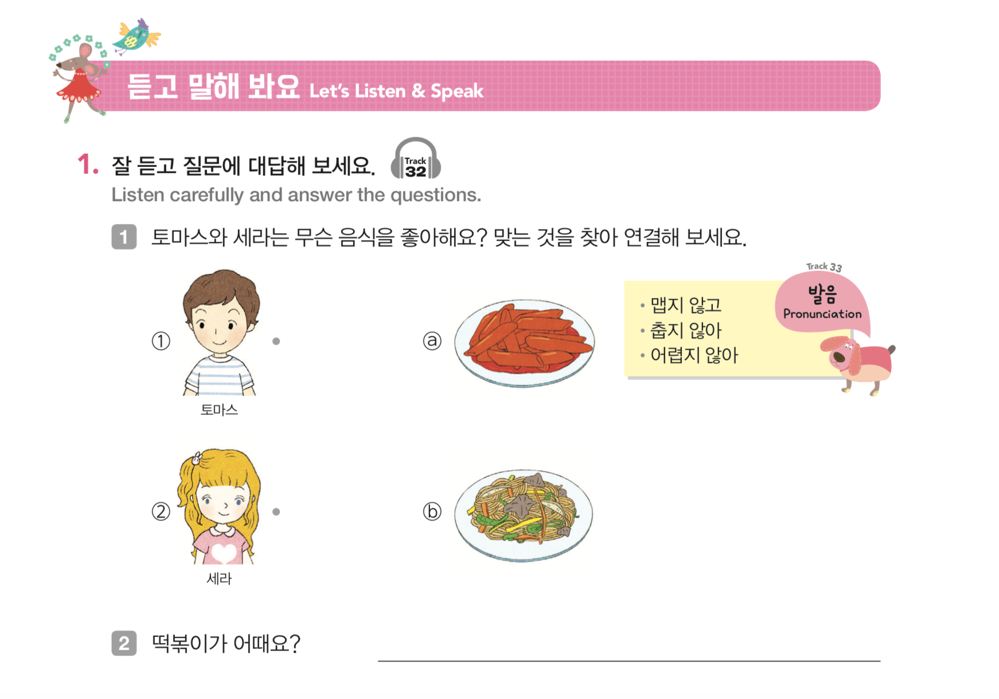 듣고 말해 봐요 Let's Listen & Speak
1. 잘 듣고 질문에 대답해 보세요. Track 32
Listen carefully and answer the questions.
1 토마스와 세라는 무슨 음식을 좋아해요? 맞는 것을 찾아 연결해 보세요.
Track 33
발음
Pronunciation
• 맵지 않고
• 춥지 않아
• 어렵지 않아
① • ⓐ
토마스
② • ⓑ
세라
2 떡볶이가 어때요?